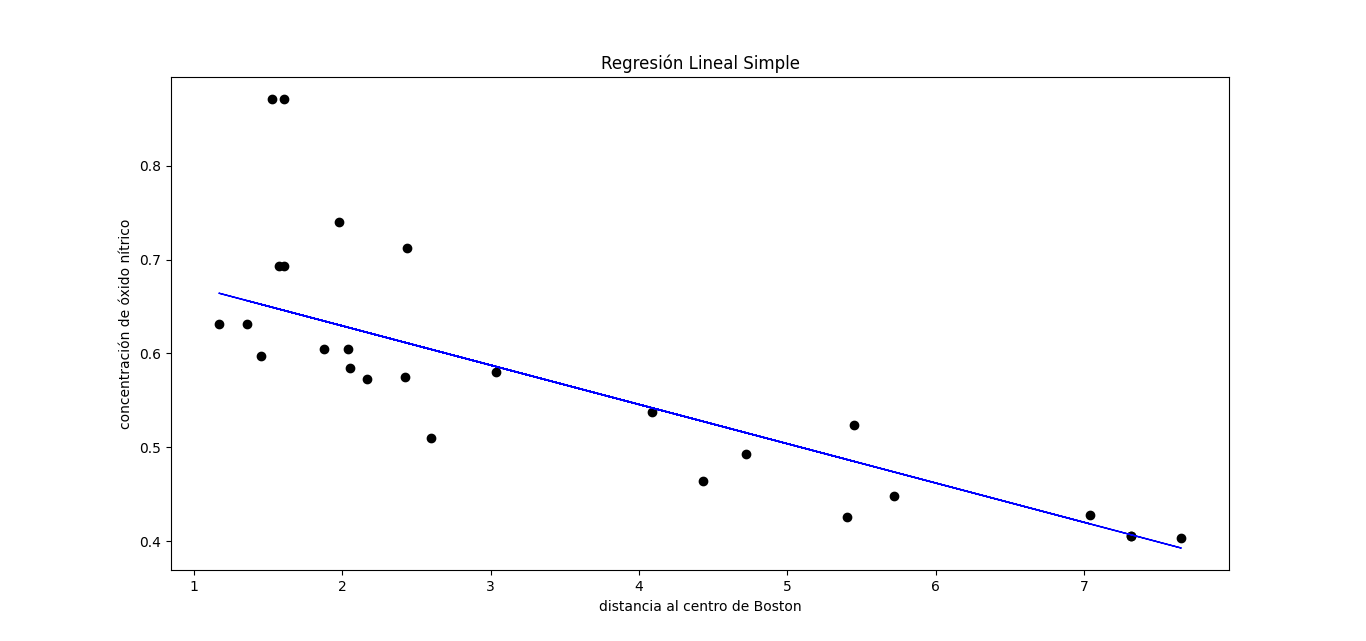 Regresión Lineal Simple
concentración de óxido nítrico
0.8
0.7
0.6
0.5
0.4
1 2 3 4 5 6 7
distancia al centro de Boston